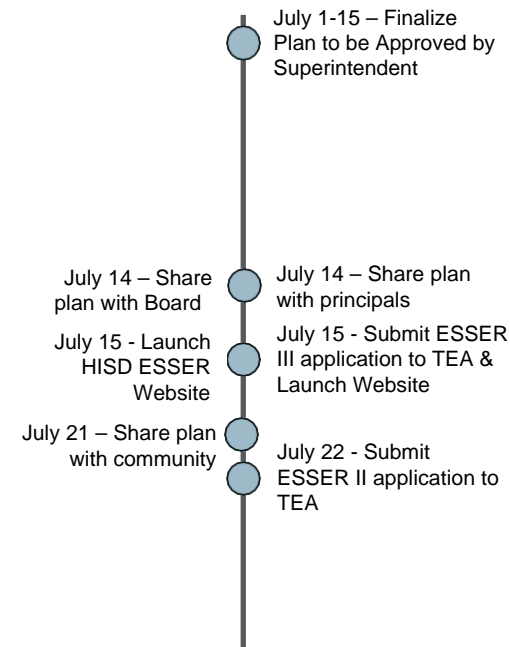 July 1-15 – Finalize
Plan to be Approved by
Superintendent
July 14 – Share
plan with Board
July 14 – Share plan
with principals
July 15 - Launch
HISD ESSER
Website
July 15 - Submit ESSER
III application to TEA &
Launch Website
July 21 – Share plan
with community
July 22 - Submit
ESSER II application to
TEA